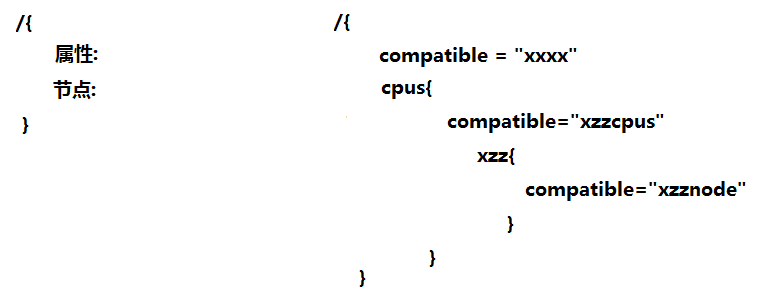 /{
属性:
节点:
}
/{
compatible = "xxxx"
cpus{
compatible="xzzcpus"
xzz{
compatible="xzznode"
}
}
}